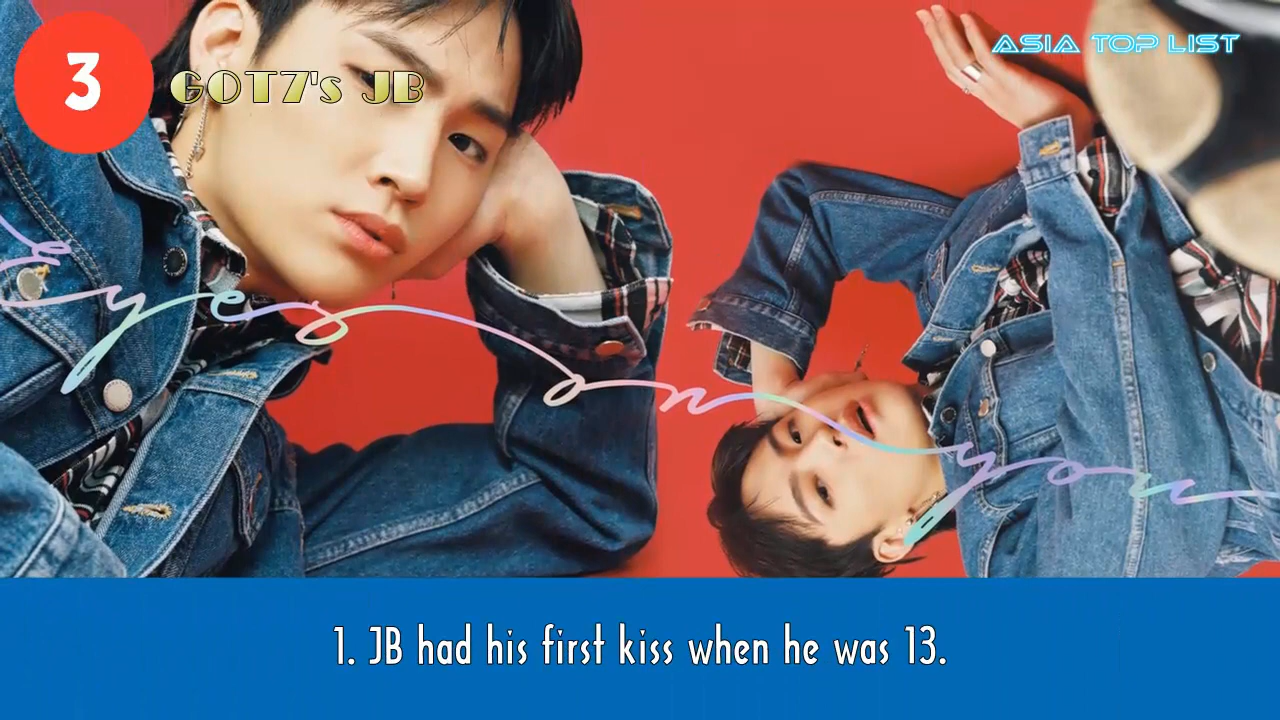 3
GOT7's JB
ASIA TOP LIST
Eyes on you
1. JB had his first kiss when he was 13.